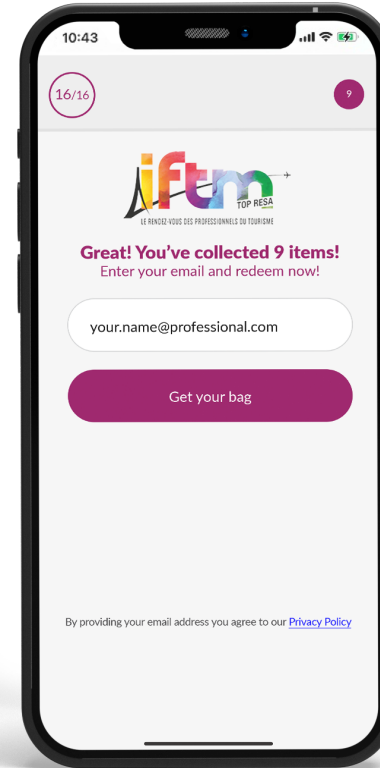 10:43
16/16
9
iftm
TOP RESA
LE RENDEZ-VOUS DES PROFESSIONNELS DU TOURISME
Great! You've collected 9 items!
Enter your email and redeem now!
your.name@professional.com
Get your bag
By providing your email address you agree to our Privacy Policy